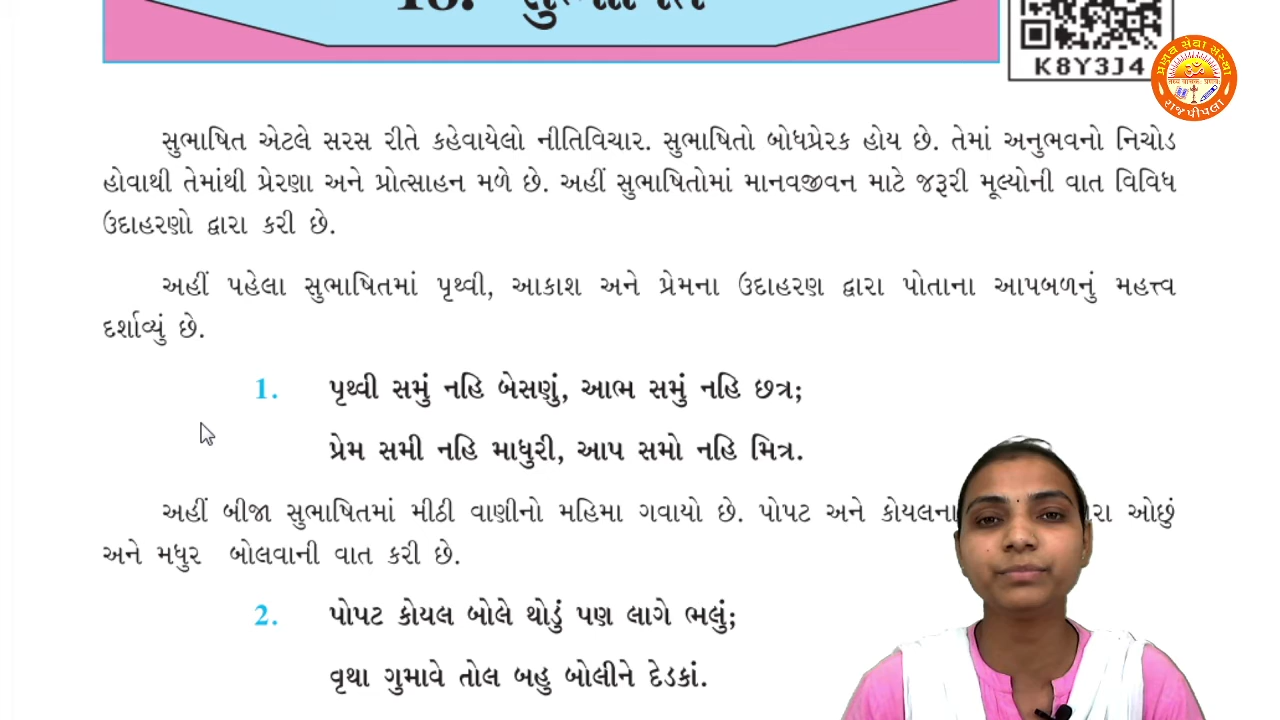 સુભાષિત
K8Y3J4
પ્રણવ સેવા સંસ્થા
રાજપીપલા
સુભાષિત એટલે સરસ રીતે કહેવાયેલો નીતિવિચાર. સુભાષિતો બોધપ્રેરક હોય છે. તેમાં અનુભવનો નિચોડ
હોવાથી તેમાંથી પ્રેરણા અને પ્રોત્સાહન મળે છે. અહીં સુભાષિતોમાં માનવજીવન માટે જરૂરી મૂલ્યોની વાત વિવિધ
ઉદાહરણો દ્વારા કરી છે.
અહીં પહેલા સુભાષિતમાં પૃથ્વી, આકાશ અને પ્રેમના ઉદાહરણ દ્વારા પોતાના આપબળનું મહત્ત્વ
દર્શાવ્યું છે.
1. પૃથ્વી સમું નહિ બેસણું, આભ સમું નહિ છત્ર;
પ્રેમ સમી નહિ માધુરી, આપ સમો નહિ મિત્ર.
અહીં બીજા સુભાષિતમાં મીઠી વાણીનો મહિમા ગવાયો છે. પોપટ અને કોયલના ઓછું
અને મધુર બોલવાની વાત કરી છે.
2. પોપટ કોયલ બોલે થોડું પણ લાગે ભલું;
વૃથા ગુમાવે તોલ બહુ બોલીને દેડકાં.